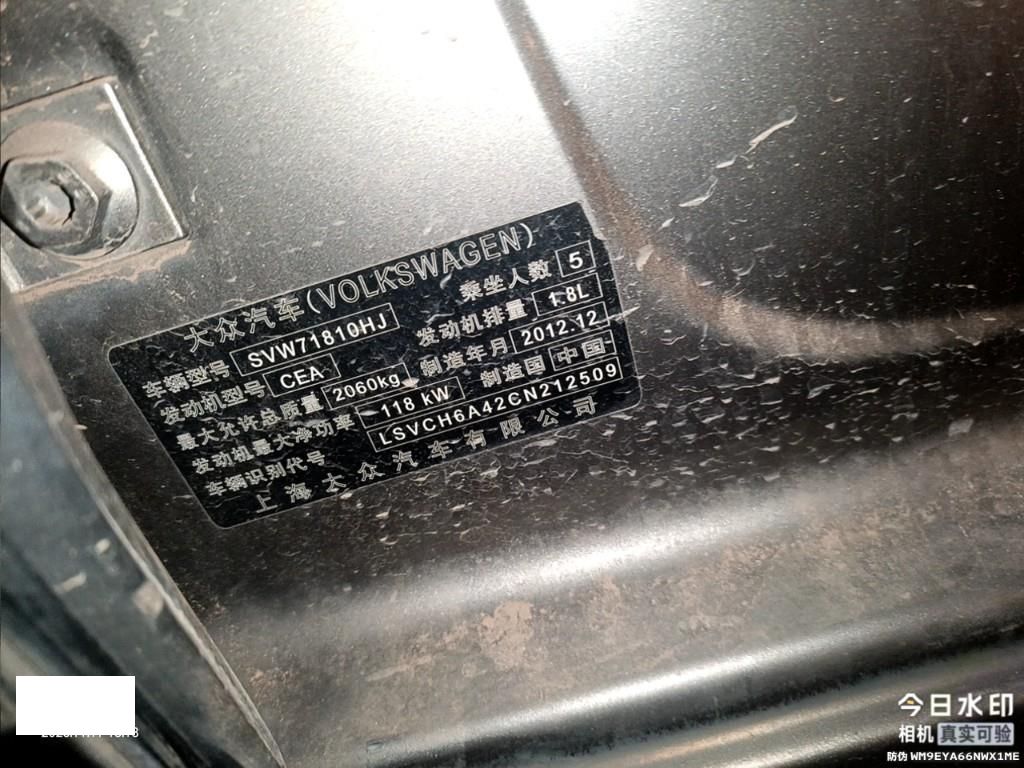 大众汽车(VOLKSWAGEN)
车辆型号 SVW71810HJ 乘坐人数 5
发动机型号 CEA 发动机排量 1.8L
最大允许总质量 2060kg 制造年月 2012.12
发动机最大净功率 118 kW 制造国 中国
车辆识别代号 LSVCH6A42CN212509
上海大众汽车有限公司
今日水印
相机 真实可验
防伪 WM9EYA66NWX1ME